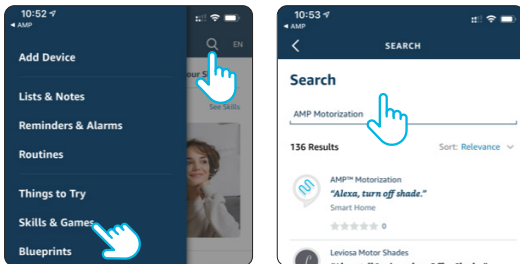 10:52
AMP
EN
Add Device
our S
See Skills
Lists & Notes
Reminders & Alarms
Routines
Things to Try
Skills & Games
Blueprints
10:53
AMP
SEARCH
Search
AMP Motorization
136 Results
Sort: Relevance
AMP™ Motorization
"Alexa, turn off shade."
Smart Home
0
Leviosa Motor Shades